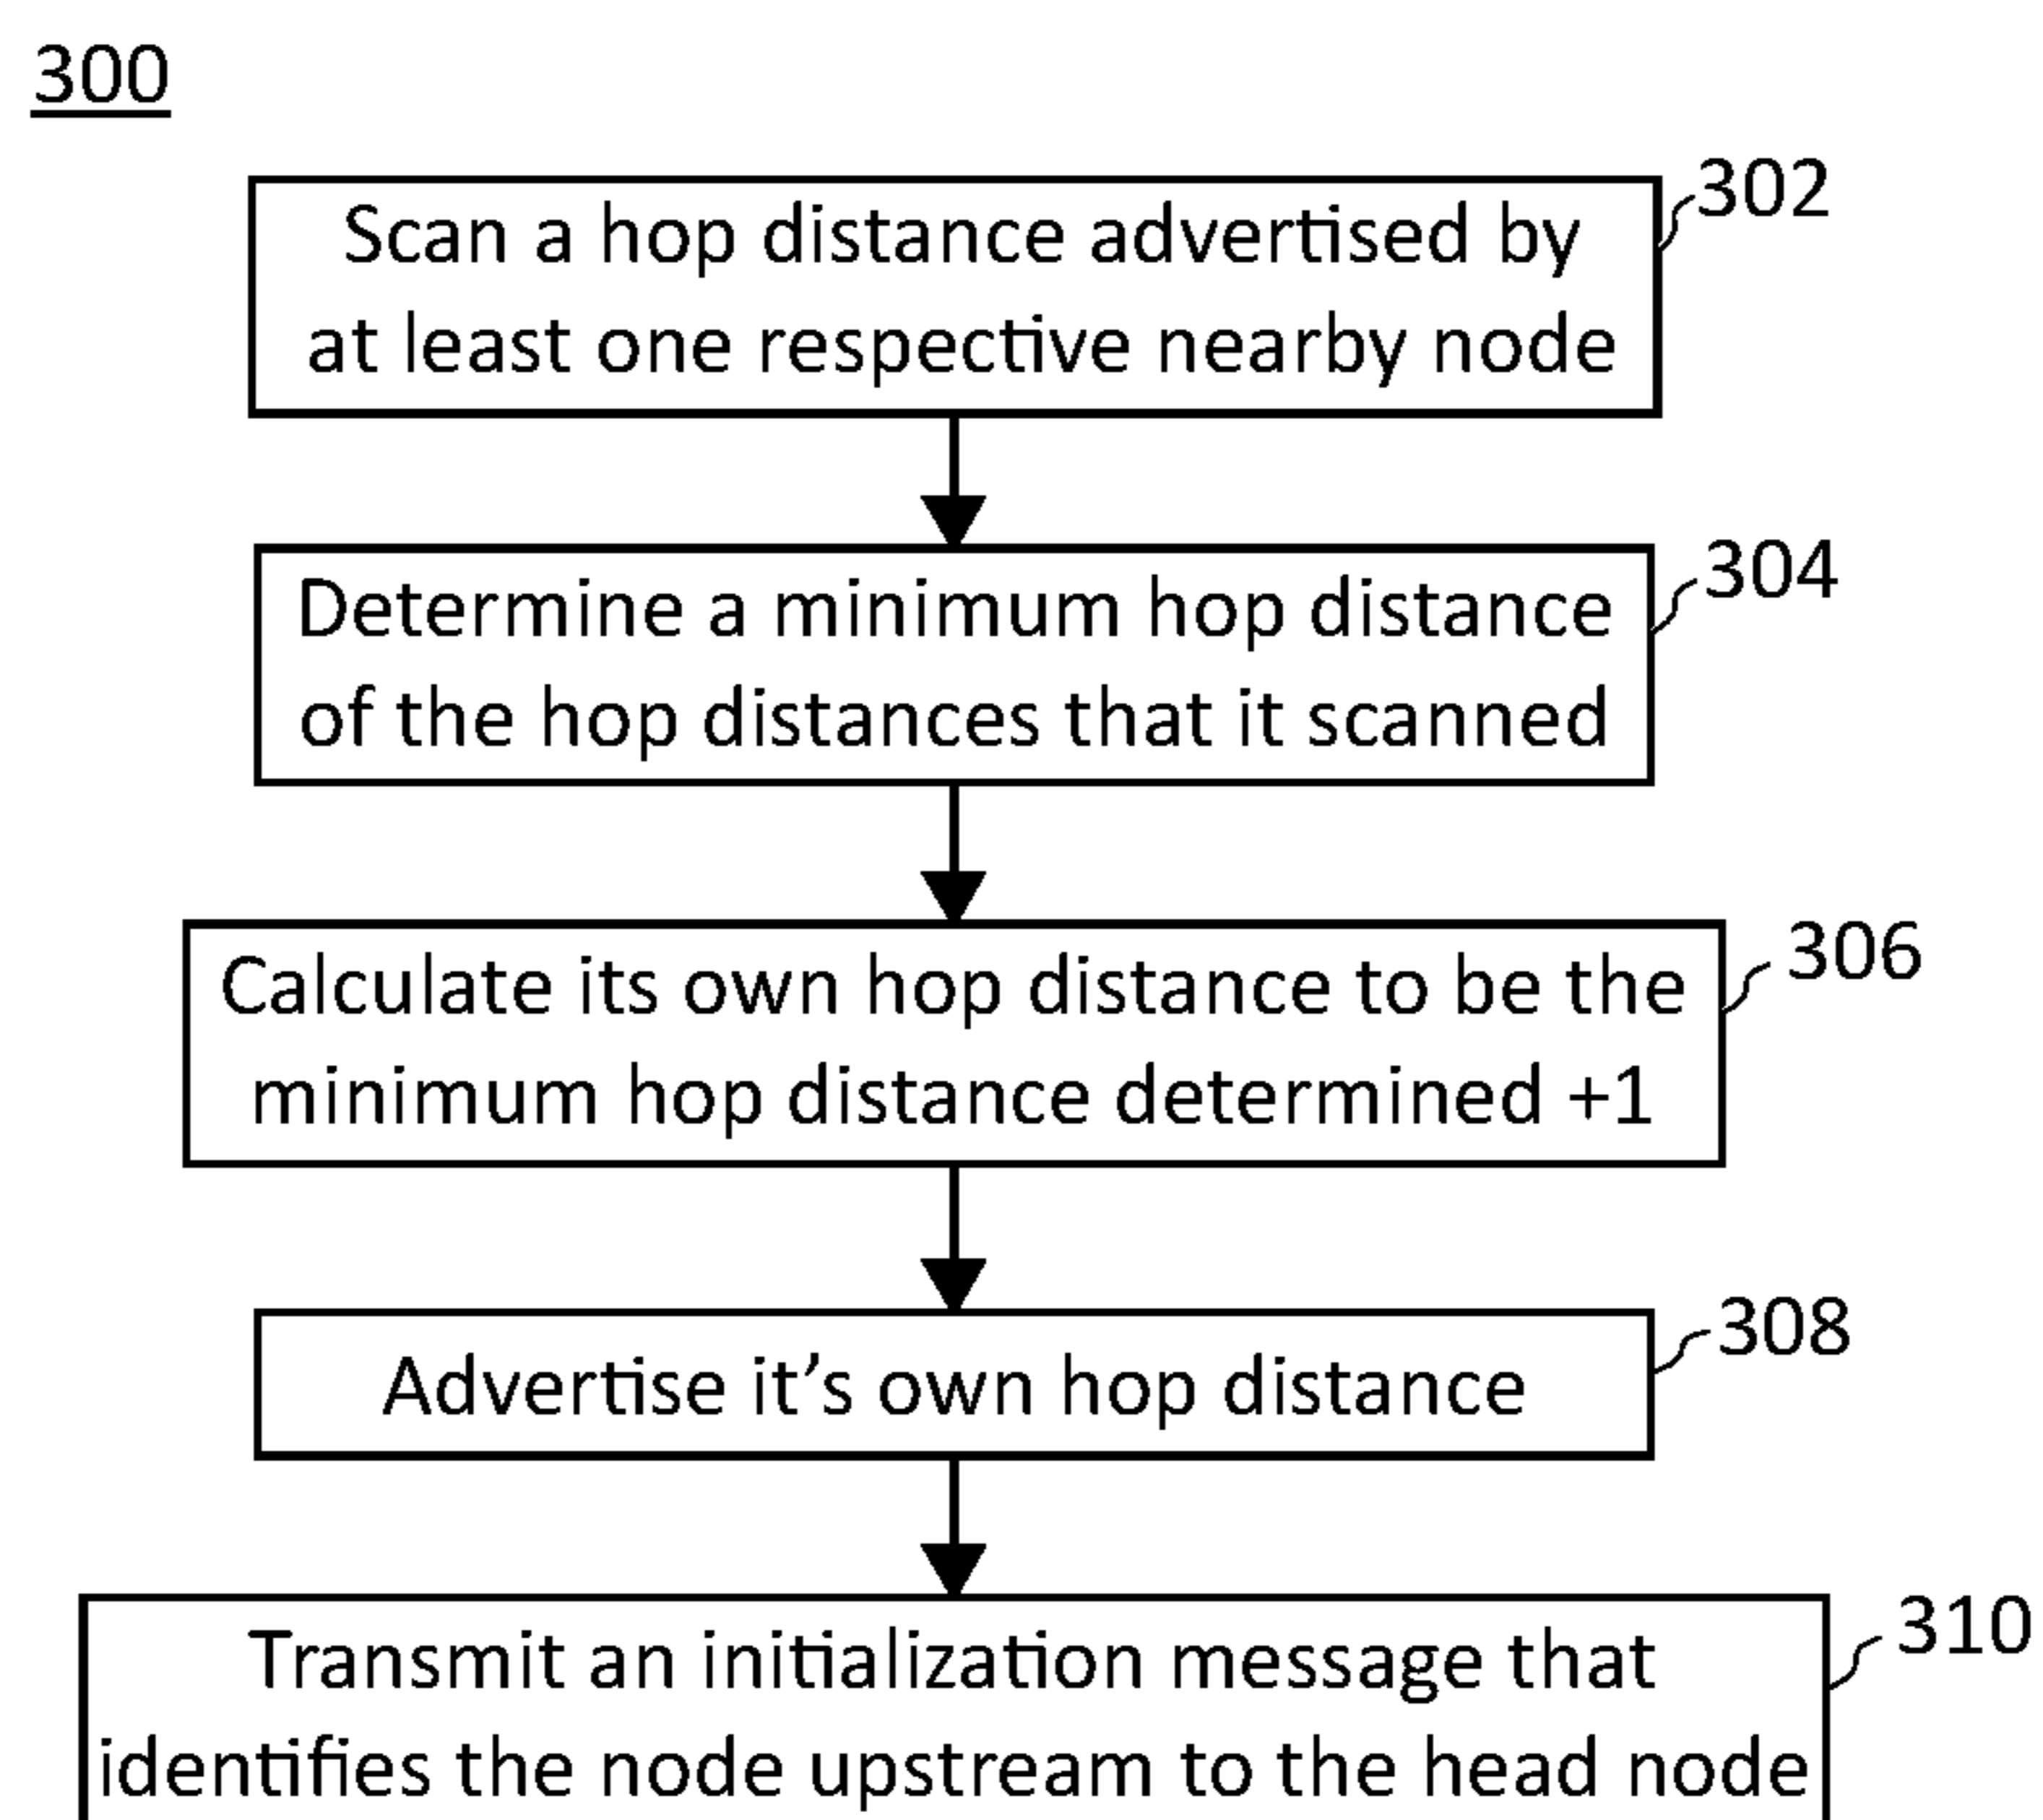 300
302
Scan a hop distance advertised by
at least one respective nearby node
304
Determine a minimum hop distance
of the hop distances that it scanned
306
Calculate its own hop distance to be the
minimum hop distance determined +1
308
Advertise it’s own hop distance
310
Transmit an initialization message that
identifies the node upstream to the head node